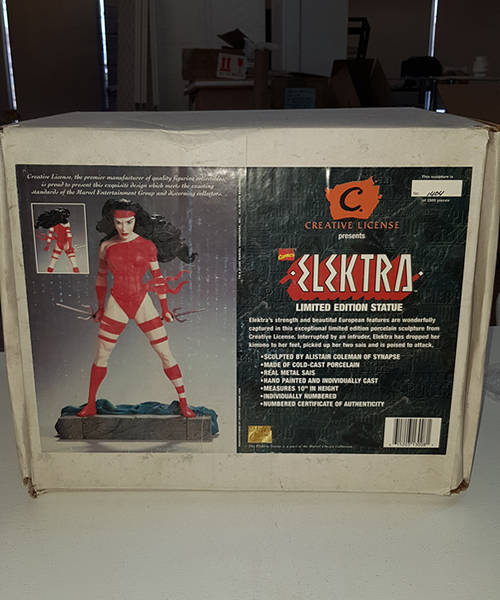 Creative License, the premier manufacturer of quality figurine collectibles
is proud to present this exquisite design which meets the exacting
standards of the Marvel Entertainment Group and discerning collectors.
This sculpture is
No. 1404
of 2500 pieces
C.
CREATIVE LICENSE
presents
COMICS
ELEKTRA
LIMITED EDITION STATUE
Elektra's strength and beautiful European features are wonderfully
captured in this exceptional limited edition porcelain sculpture from
Creative License. Interrupted by an intruder, Elektra has dropped her
kimono to her feet, picked up her two sais and is poised to attack.
•SCULPTED BY ALISTAIR COLEMAN OF SYNAPSE
•MADE OF COLD-CAST PORCELAIN
•REAL METAL SAIS
•HAND PAINTED AND INDIVIDUALLY CAST
•MEASURES 10" IN HEIGHT
•INDIVIDUALLY NUMBERED
•NUMBERED CERTIFICATE OF AUTHENTICITY